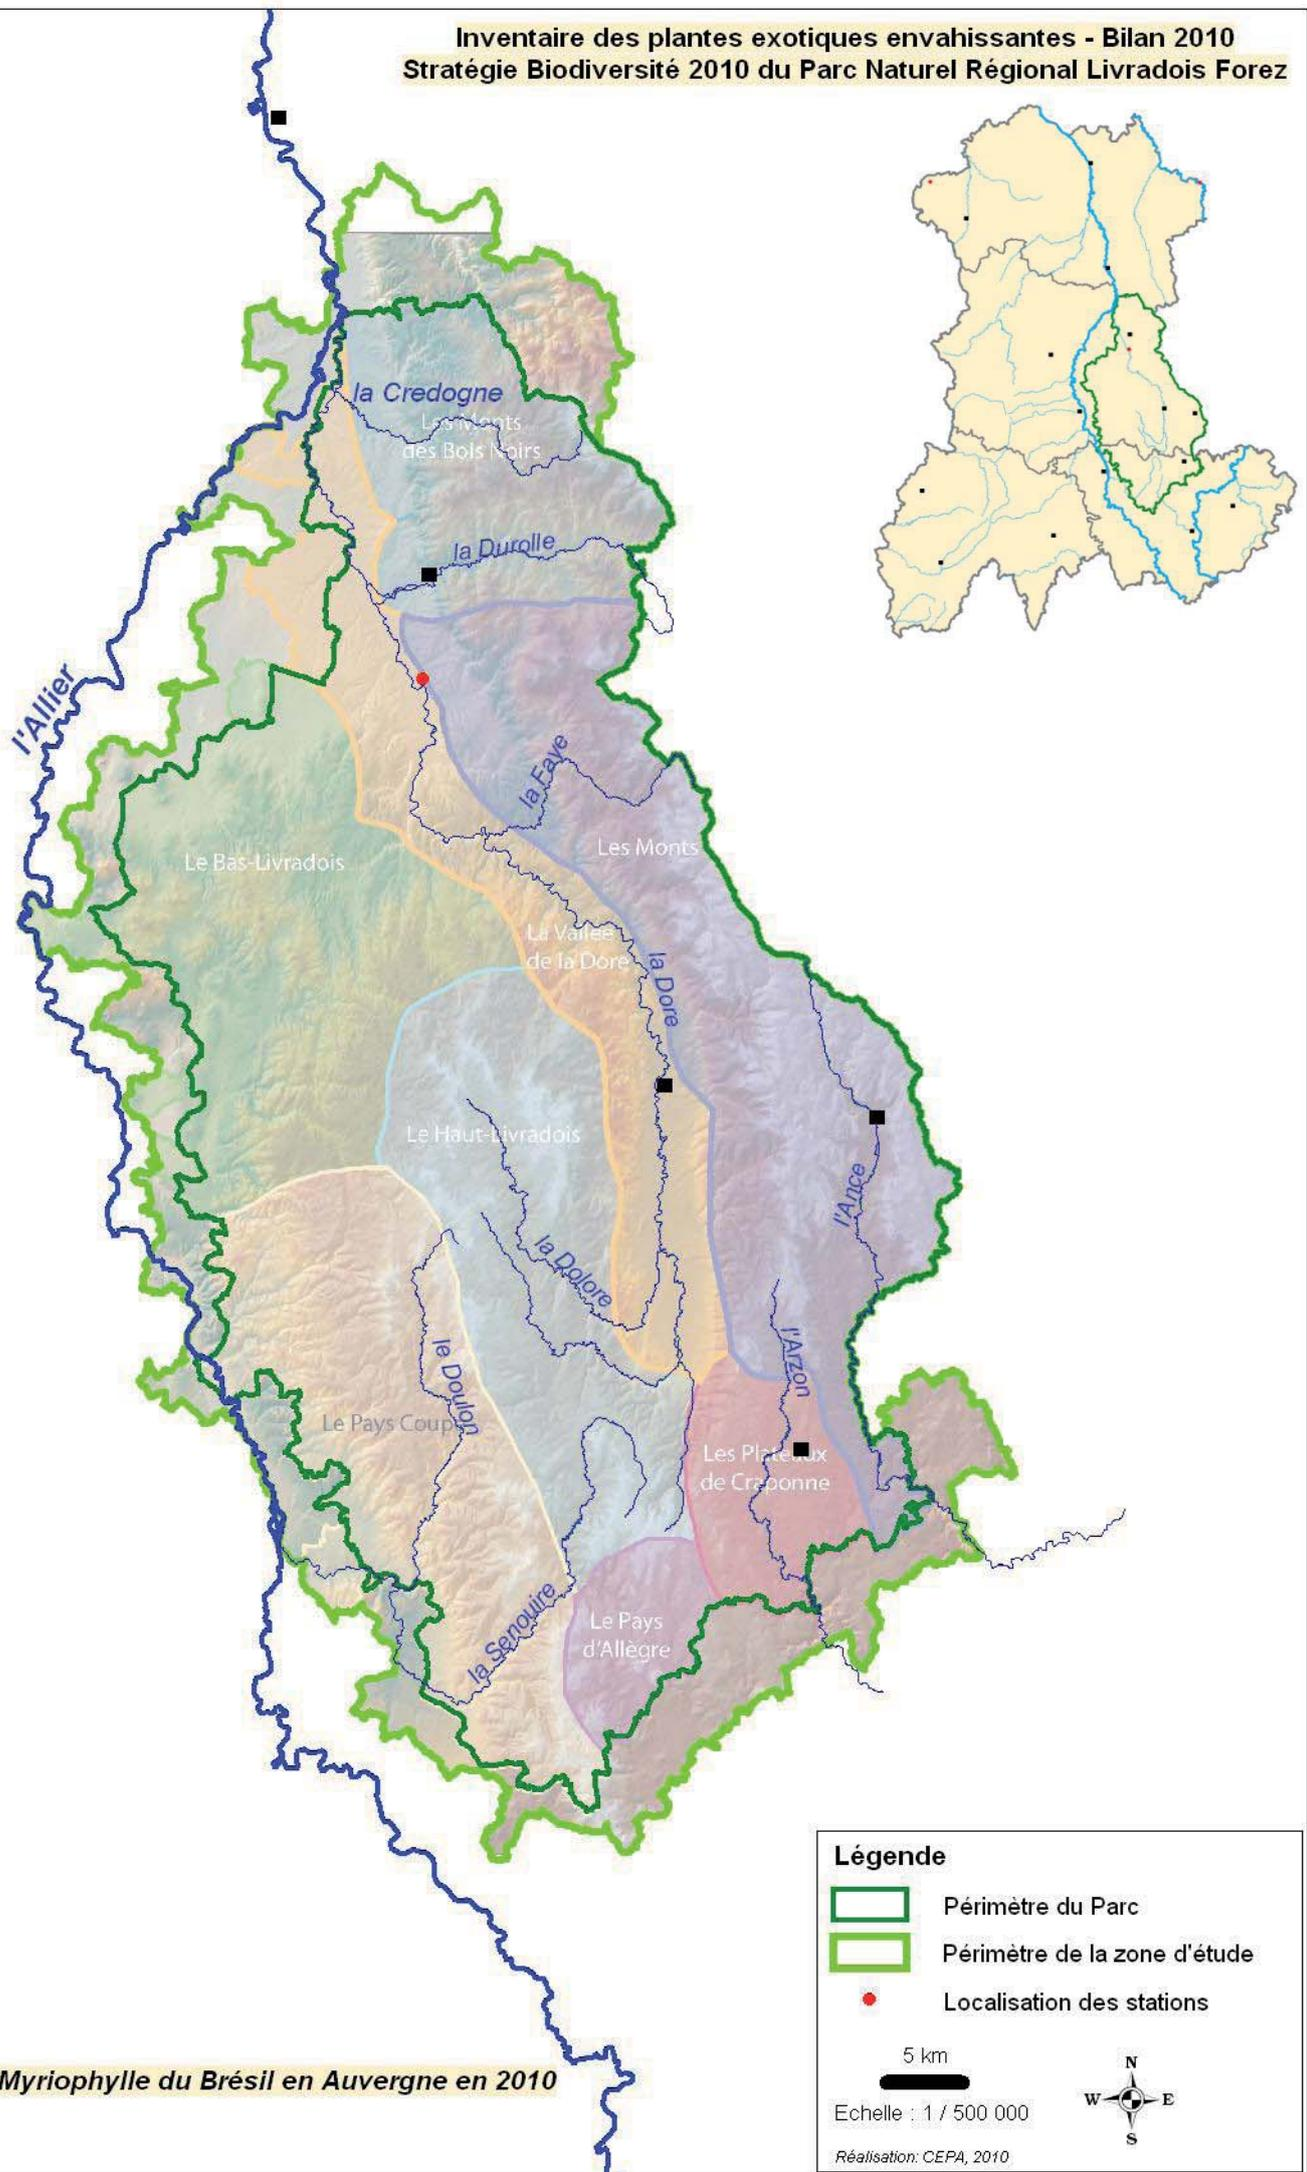 Inventaire des plantes exotiques envahissantes - Bilan 2010
Stratégie Biodiversité 2010 du Parc Naturel Régional Livradois Forez
la Credogne
Les Monts
des Bois Noirs
la Durolle
l'Allier
la Faye
Les Monts
Le Bas-Livradois
La Vallée
de la Dore
la Dore
Le Haut-Livradois
l'Ance
la Dolore
l'Arzon
le Doulon
Le Pays Coupé
Les Plateaux
de Craponne
la Senouire
Le Pays
d'Allègre
Légende
Périmètre du Parc
Périmètre de la zone d'étude
Localisation des stations
5 km
Echelle : 1 / 500 000
N
W
E
S
Réalisation: CEPA, 2010
Myriophylle du Brésil en Auvergne en 2010